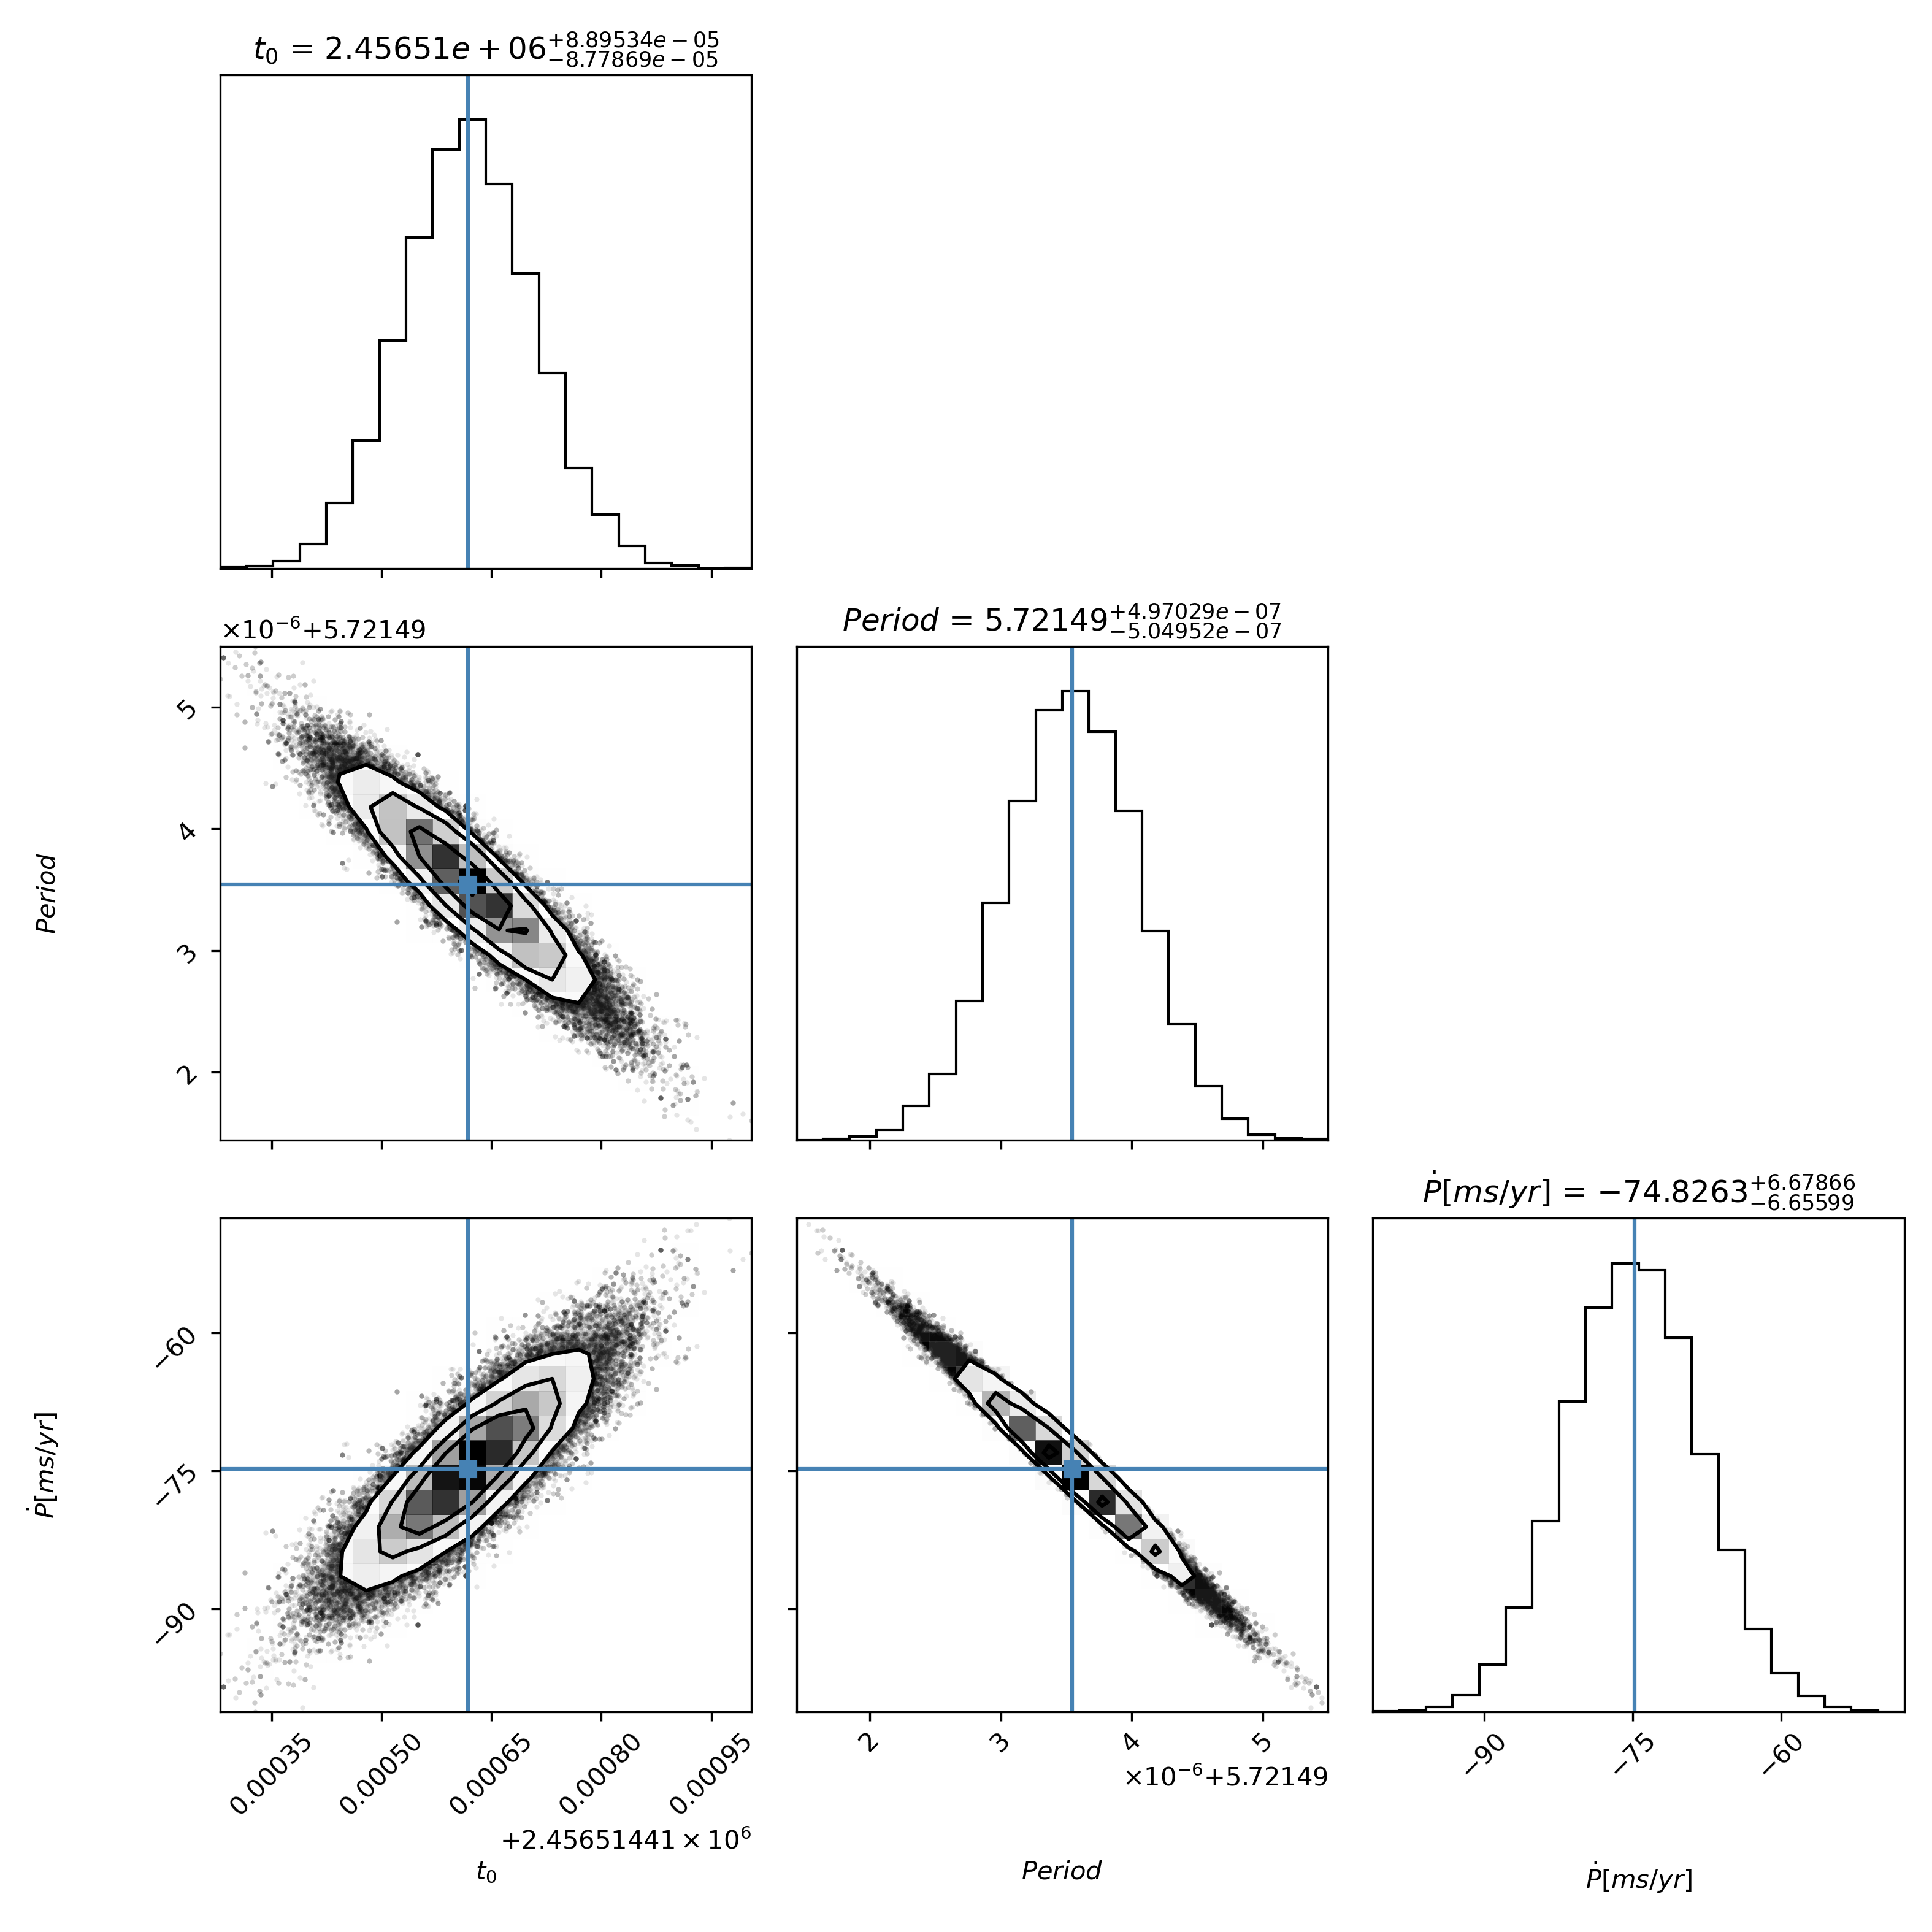 t₀ = 2.45651e + 06 +8.89534e − 05 −8.77869e − 05
×10⁻⁶+5.72149
Period = 5.72149 +4.97029e − 07 −5.04952e − 07
5
4
3
2
Period
Ṗ[ms/yr] = −74.8263 +6.67866 −6.65599
−60
−75
−90
Ṗ[ms/yr]
0.00035 0.00050 0.00065 0.00080 0.00095
+2.45651441 × 10⁶
t₀
2 3 4 5
×10⁻⁶+5.72149
Period
−90 −75 −60
Ṗ[ms/yr]